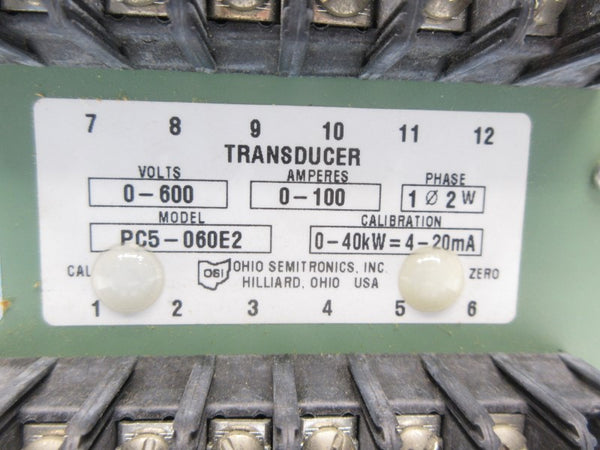 7 8 9 10 11 12
TRANSDUCER
VOLTS AMPERES PHASE
0-600 0-100 1 Ø 2 W
MODEL CALIBRATION
PC5-060E2 0-40kW = 4-20mA
CAL OSI OHIO SEMITRONICS, INC. ZERO
HILLIARD, OHIO USA
1 2 3 4 5 6